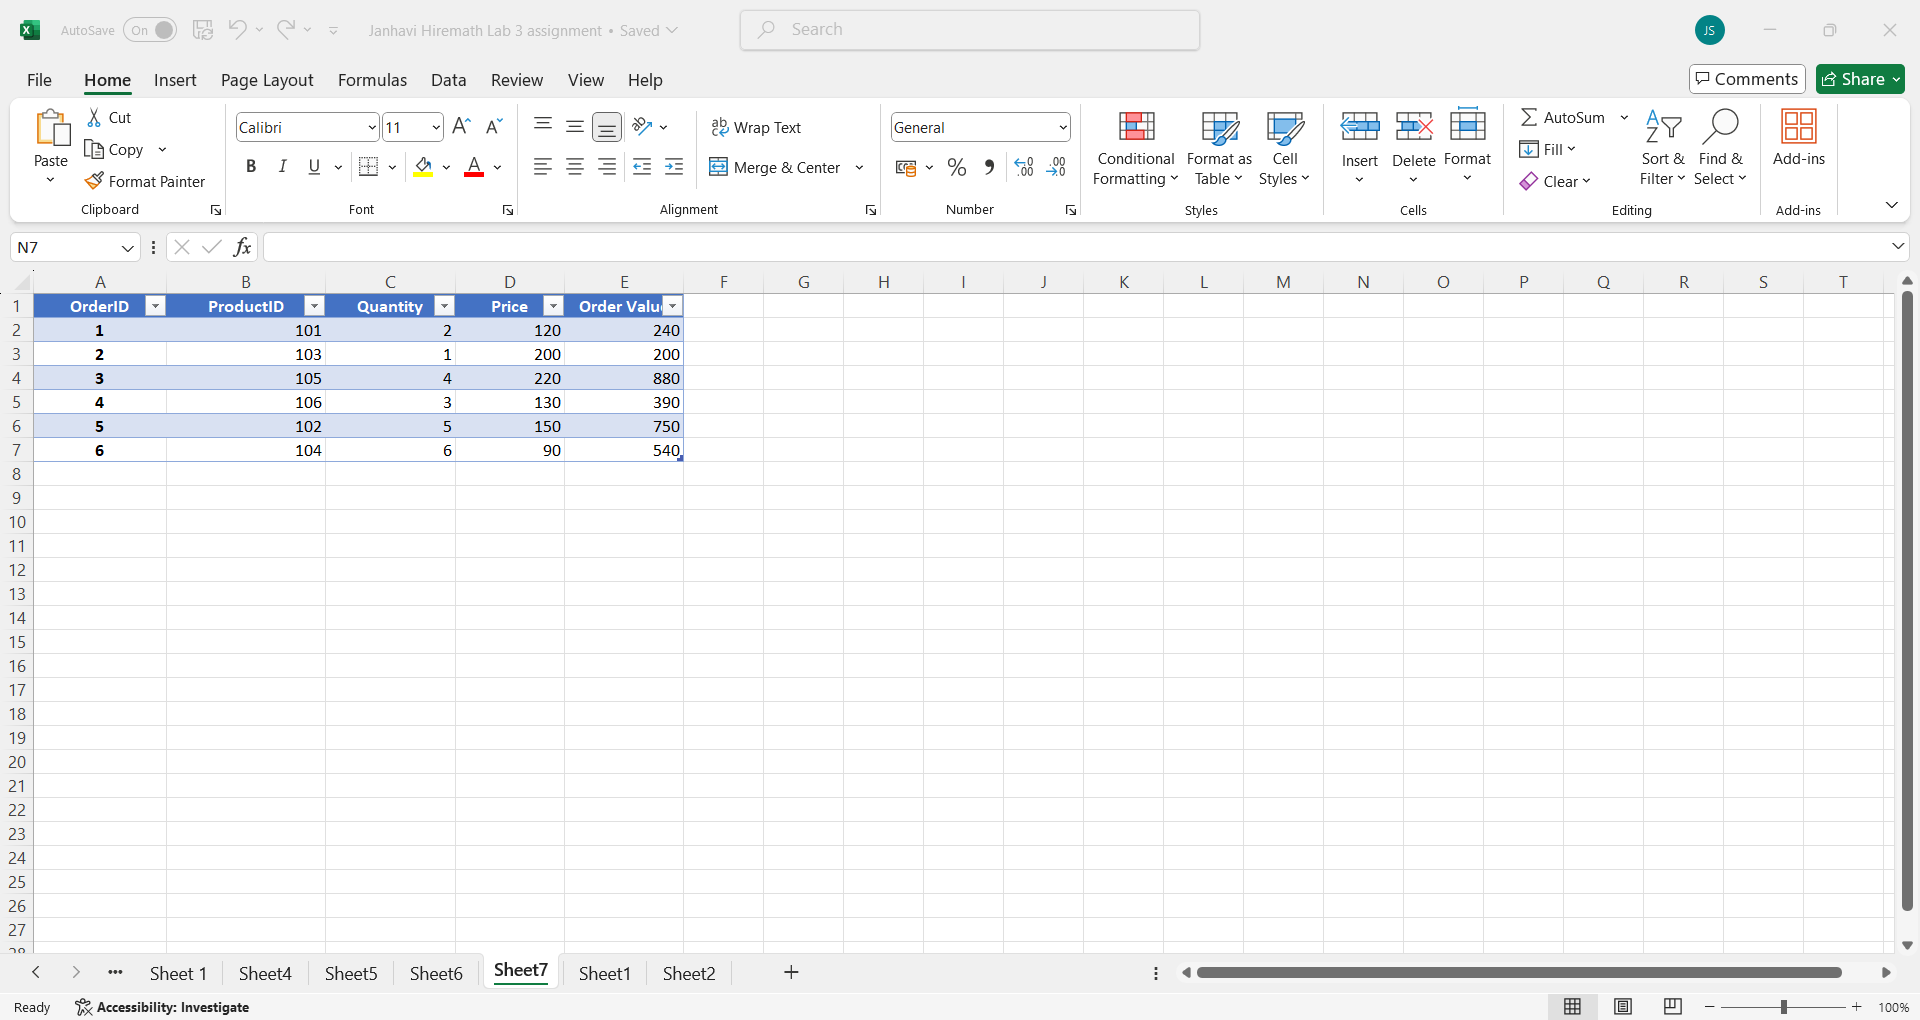 AutoSave On Janhavi Hiremath Lab 3 assignment • Saved Search JS
File Home Insert Page Layout Formulas Data Review View Help Comments Share
Paste Cut Copy Format Painter Clipboard
Calibri 11 A A B I U A Font
Wrap Text Merge & Center Alignment
General % Number
Conditional Formatting Format as Table Cell Styles Styles
Insert Delete Format Cells
AutoSum Fill Clear Sort & Filter Find & Select Editing
Add-ins Add-ins
N7 fx
A B C D E F G H I J K L M N O P Q R S T
1 OrderID ProductID Quantity Price Order Valu
2 1 101 2 120 240
3 2 103 1 200 200
4 3 105 4 220 880
5 4 106 3 130 390
6 5 102 5 150 750
7 6 104 6 90 540
8
9
10
11
12
13
14
15
16
17
18
19
20
21
22
23
24
25
26
27
28
Sheet 1 Sheet4 Sheet5 Sheet6 Sheet7 Sheet1 Sheet2
Ready Accessibility: Investigate 100%